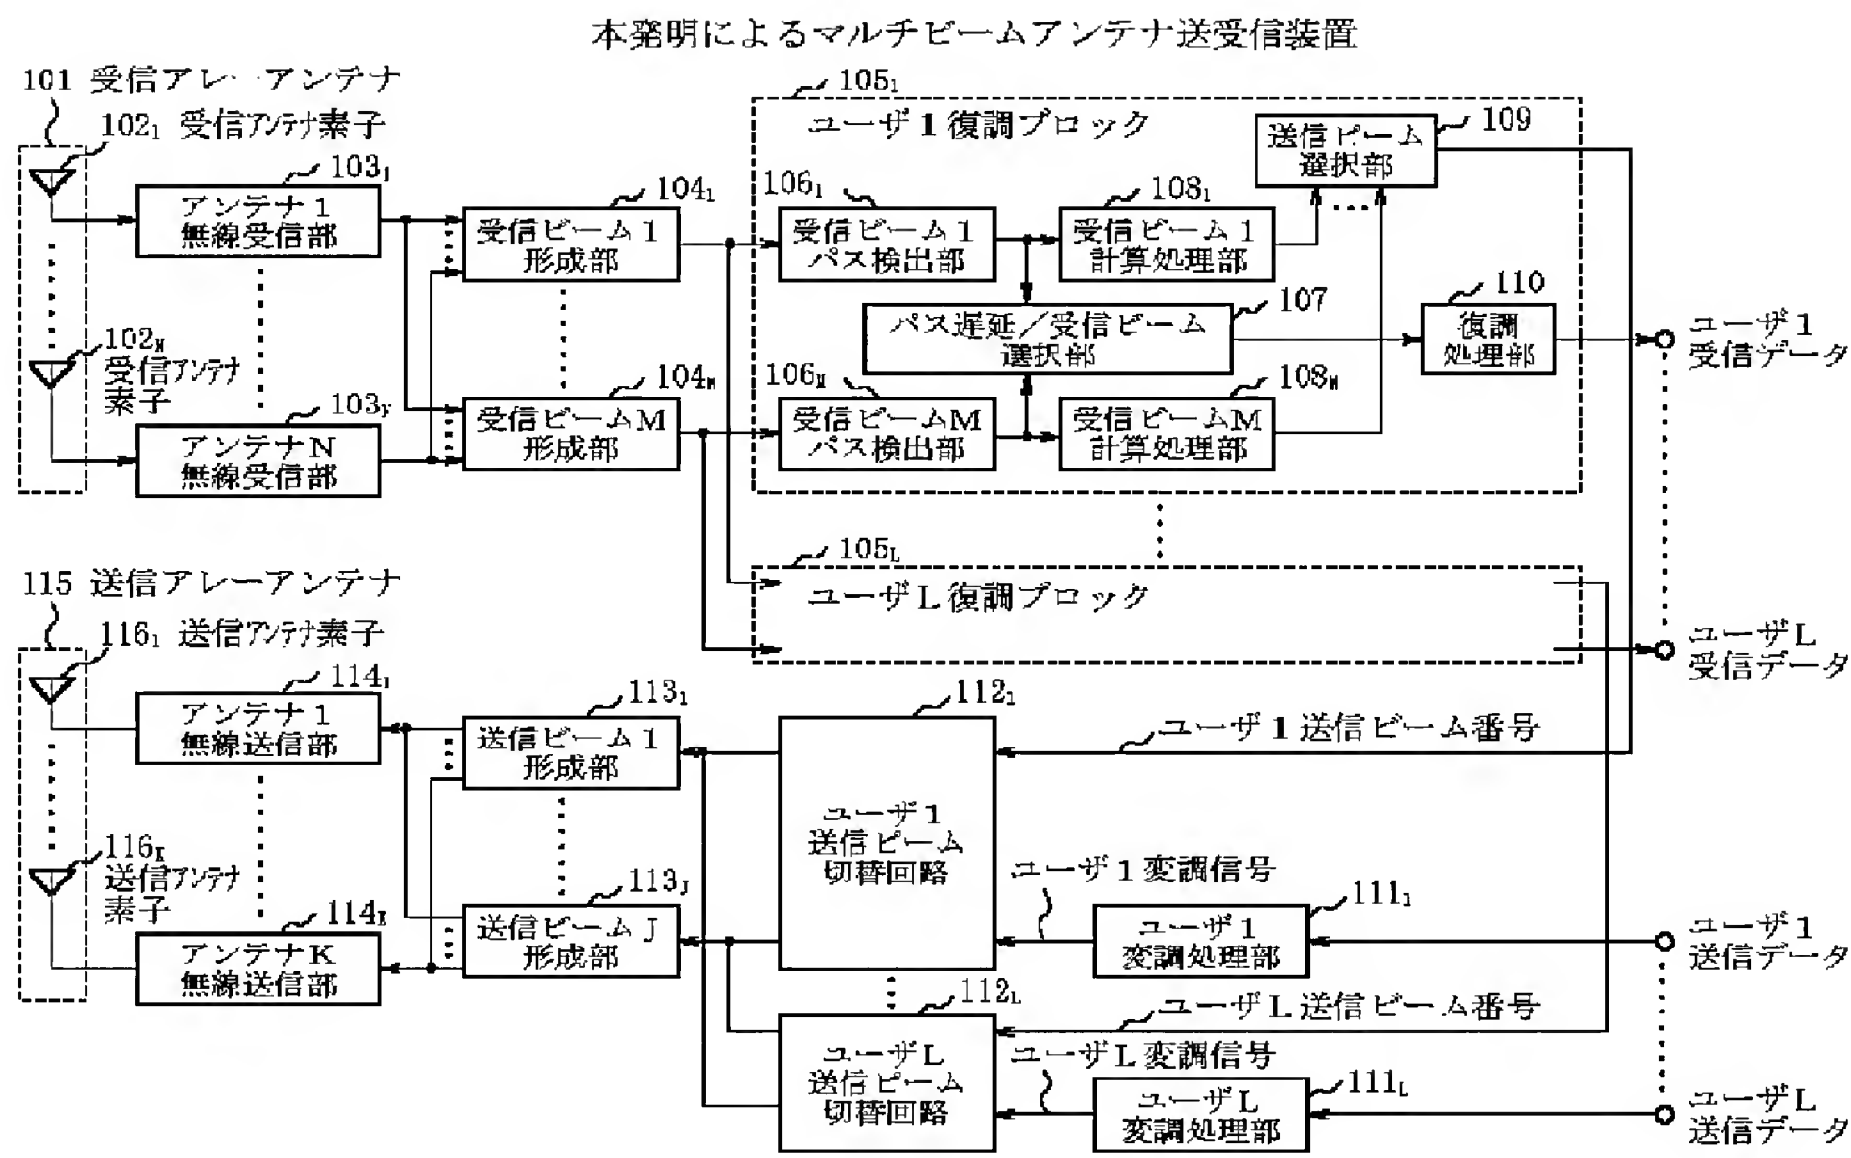 本発明によるマルチビームアンテナ送受信装置
101 受信アレーアンテナ
102₁ 受信アンテナ素子
103₁
アンテナ1
無線受信部
102N 受信アンテナ
素子
103N
アンテナN
無線受信部
104₁
受信ビーム1
形成部
104M
受信ビームM
形成部
105₁
ユーザ1復調ブロック
106₁
受信ビーム1
パス検出部
108₁
受信ビーム1
計算処理部
109
送信ビーム
選択部
107
パス遅延/受信ビーム
選択部
110
復調
処理部
106M
受信ビームM
パス検出部
108M
受信ビームM
計算処理部
ユーザ1
受信データ
105L
ユーザL復調ブロック
ユーザL
受信データ
115 送信アレーアンテナ
116₁ 送信アンテナ素子
114₁
アンテナ1
無線送信部
116K
送信アンテナ
素子
114K
アンテナK
無線送信部
113₁
送信ビーム1
形成部
113J
送信ビームJ
形成部
112₁
ユーザ1
送信ビーム
切替回路
ユーザ1送信ビーム番号
ユーザ1変調信号
111₁
ユーザ1
変調処理部
ユーザ1
送信データ
112L
ユーザL
送信ビーム
切替回路
ユーザL送信ビーム番号
ユーザL変調信号
111L
ユーザL
変調処理部
ユーザL
送信データ